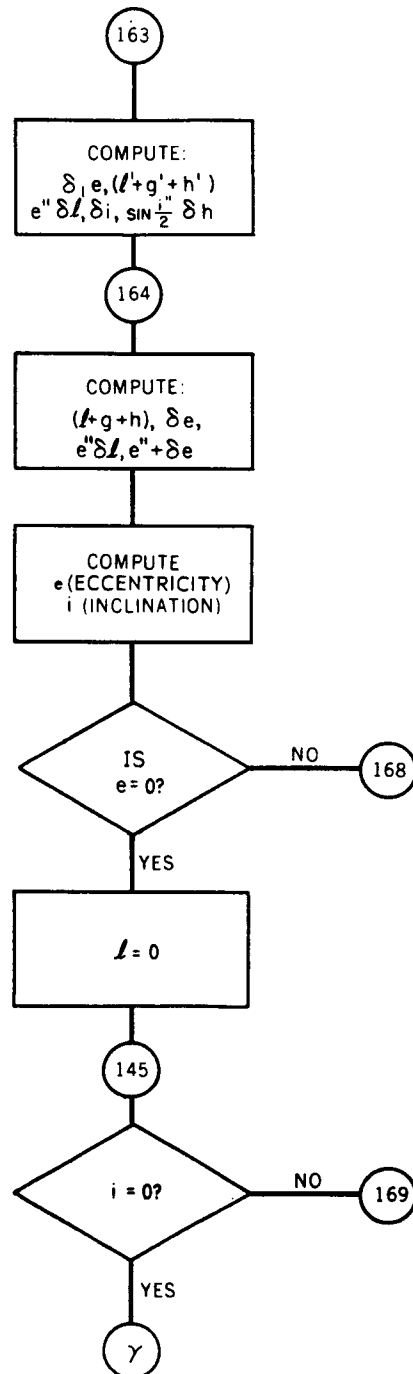 163
COMPUTE:
δ₁e, (l'+g'+h')
e"δl, δi, sin i"/2 δh
164
COMPUTE:
(l+g+h), δe,
e"δl, e"+δe
COMPUTE
e (ECCENTRICITY)
i (INCLINATION)
IS
e = 0?
NO
168
YES
l = 0
145
i = 0?
NO
169
YES
γ